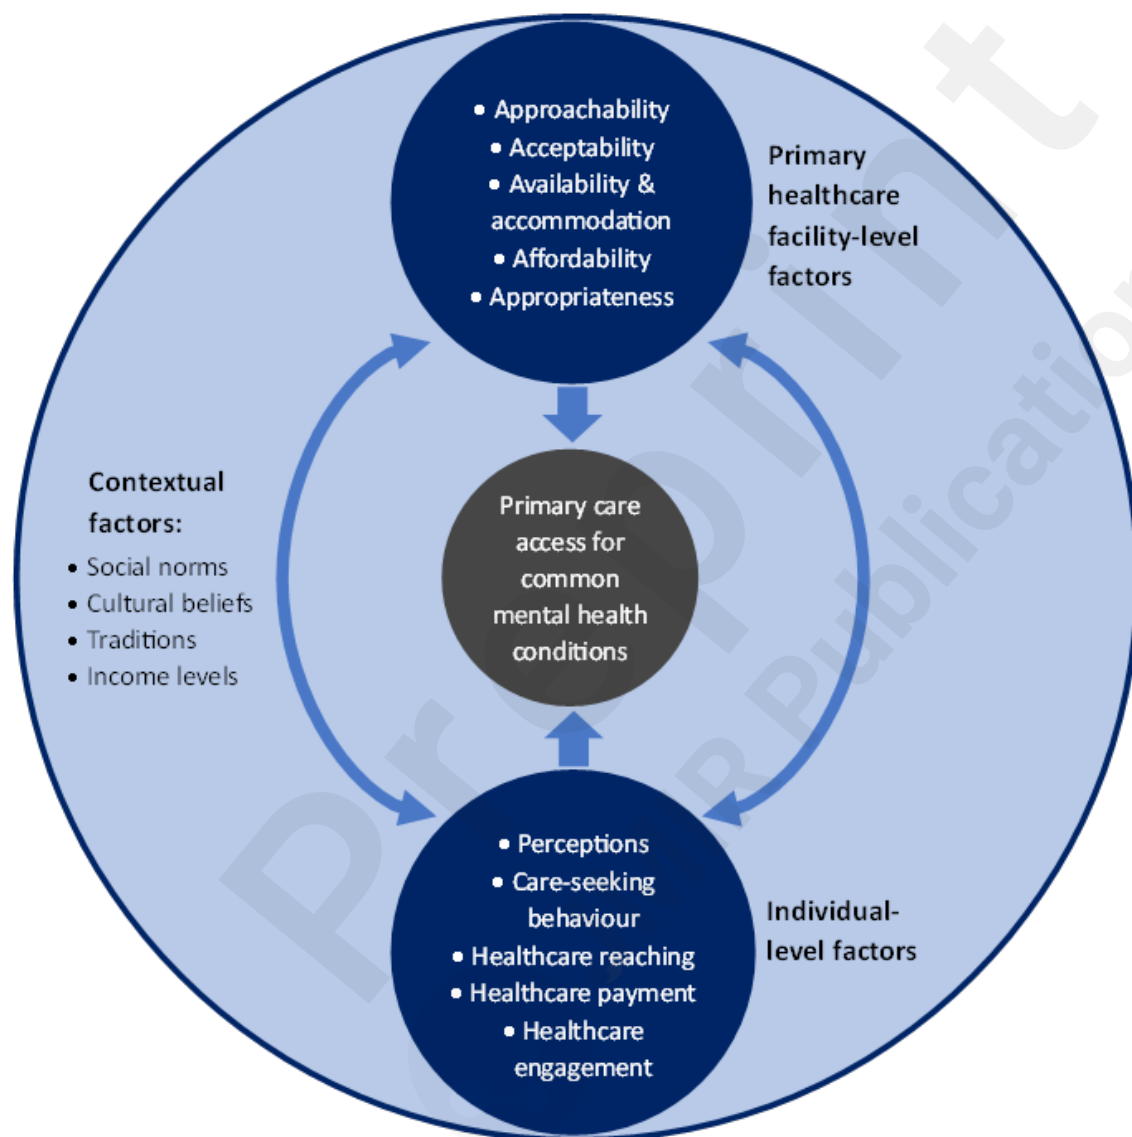 • Approachability
• Acceptability
• Availability &
accommodation
• Affordability
• Appropriateness
Primary
healthcare
facility-level
factors
Contextual
factors:
• Social norms
• Cultural beliefs
• Traditions
• Income levels
Primary care
access for
common
mental health
conditions
• Perceptions
• Care-seeking
behaviour
• Healthcare reaching
• Healthcare payment
• Healthcare
engagement
Individual-
level factors
Preprint